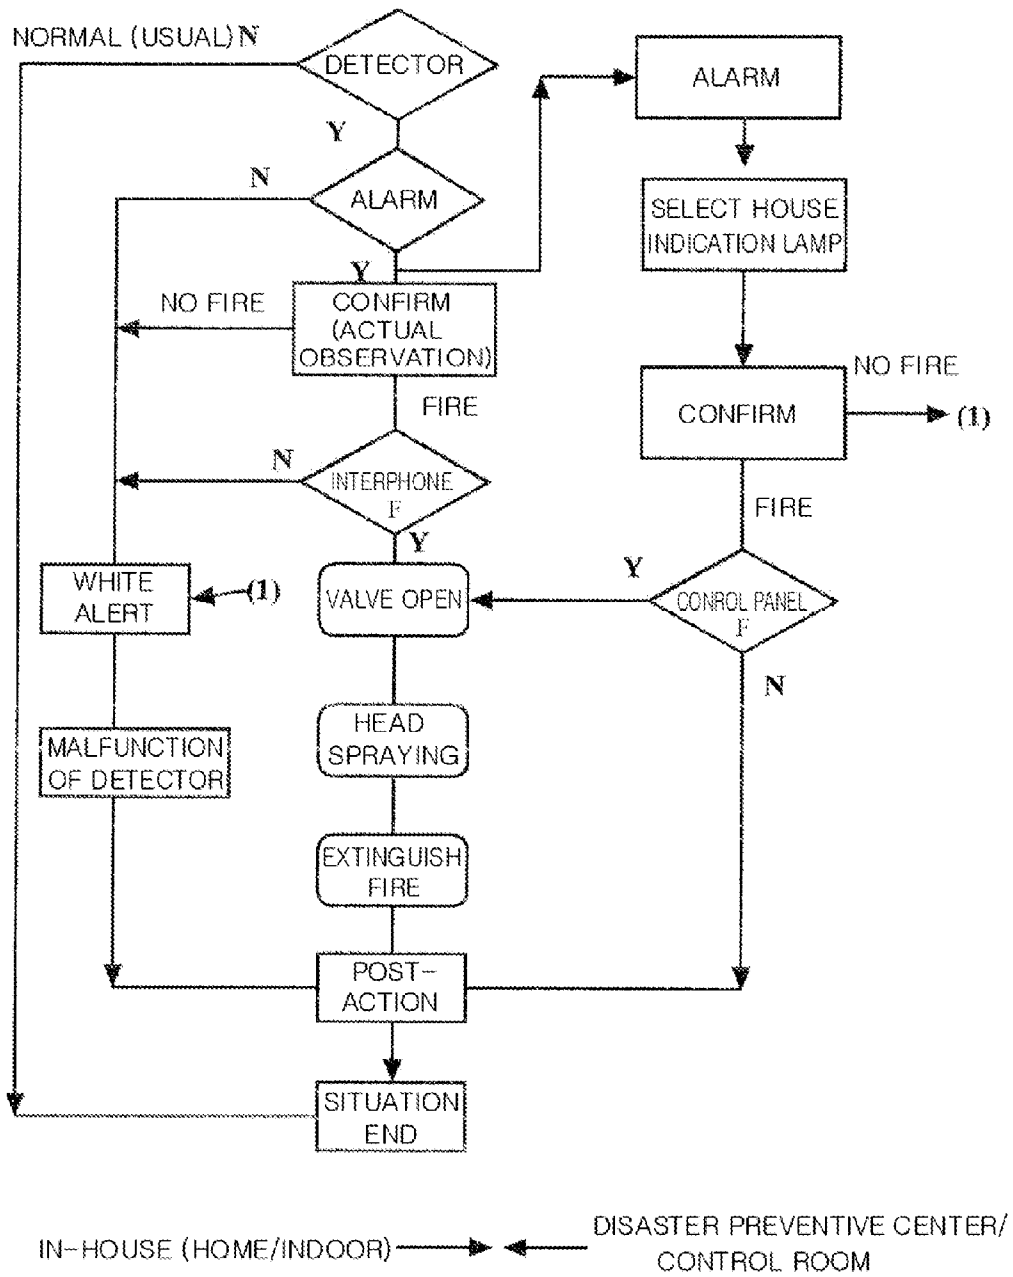 NORMAL (USUAL) N
DETECTOR
Y
N
ALARM
Y
NO FIRE
CONFIRM
(ACTUAL
OBSERVATION)
FIRE
N
INTERPHONE
F
Y
WHITE
ALERT
(1)
VALVE OPEN
HEAD
SPRAYING
MALFUNCTION
OF DETECTOR
EXTINGUISH
FIRE
POST-
ACTION
SITUATION
END
ALARM
SELECT HOUSE
INDICATION LAMP
CONFIRM
NO FIRE
(1)
FIRE
Y
CONROL PANEL
F
N
IN-HOUSE (HOME/INDOOR)
DISASTER PREVENTIVE CENTER/
CONTROL ROOM